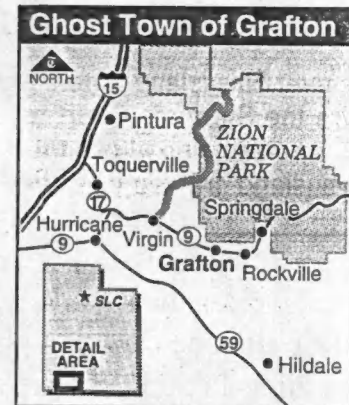 Ghost Town of Grafton
NORTH
15
Pintura
ZION
NATIONAL
PARK
Toquerville
17
Springdale
Hurricane
9
Virgin
9
Grafton
Rockville
SLC
DETAIL
AREA
59
Hildale